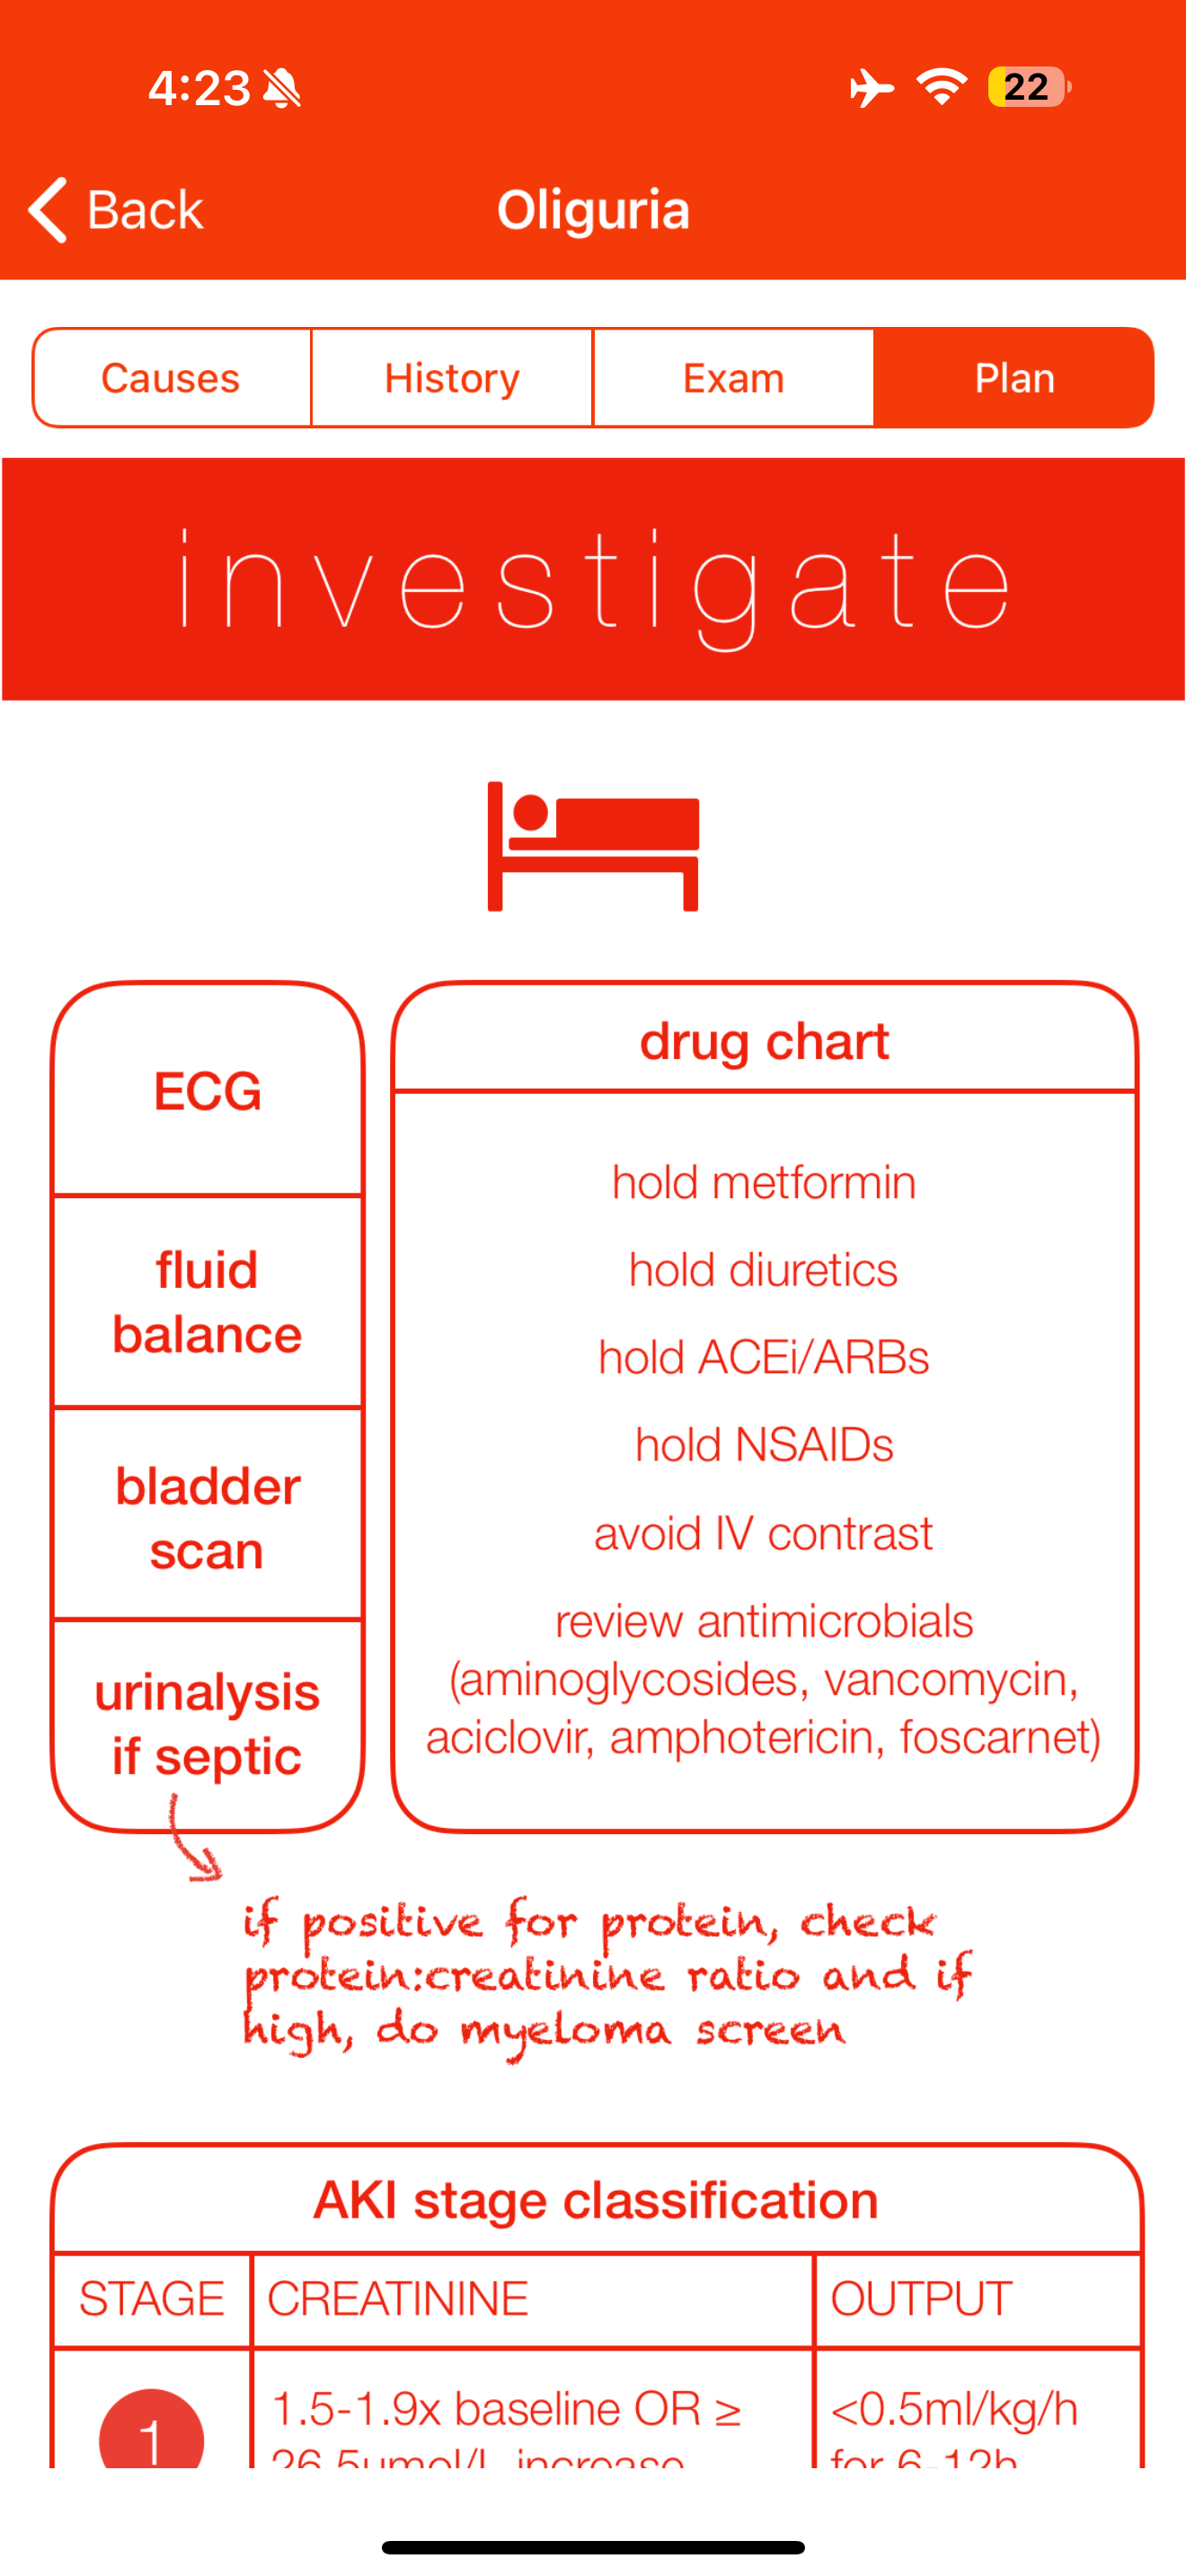 4:23
22
Back
Oliguria
Causes
History
Exam
Plan
investigate
ECG
fluid
balance
bladder
scan
urinalysis
if septic
drug chart
hold metformin
hold diuretics
hold ACEi/ARBs
hold NSAIDs
avoid IV contrast
review antimicrobials
(aminoglycosides, vancomycin,
aciclovir, amphotericin, foscarnet)
if positive for protein, check
protein:creatinine ratio and if
high, do myeloma screen
AKI stage classification
STAGE
CREATININE
OUTPUT
1
1.5-1.9x baseline OR ≥
26.5umol/L increase
<0.5ml/kg/h
for 6-12h